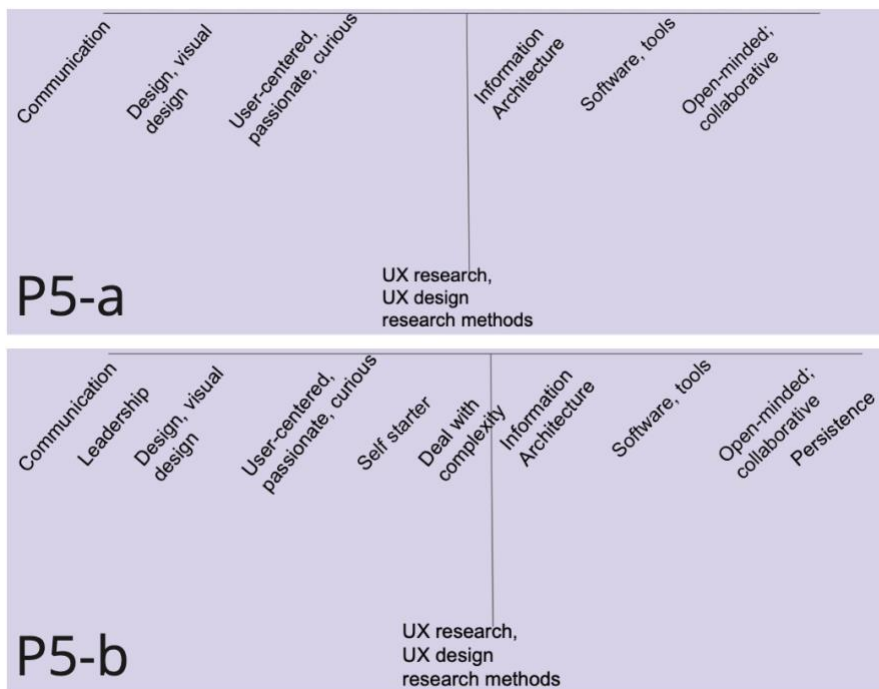 Communication
Design, visual
design
User-centered,
passionate, curious
Information
Architecture
Software, tools
Open-minded;
collaborative
UX research,
UX design
research methods
P5-a
Communication
Leadership
Design, visual
design
User-centered,
passionate, curious
Self starter
Deal with
complexity
Information
Architecture
Software, tools
Open-minded;
collaborative
Persistence
UX research,
UX design
research methods
P5-b